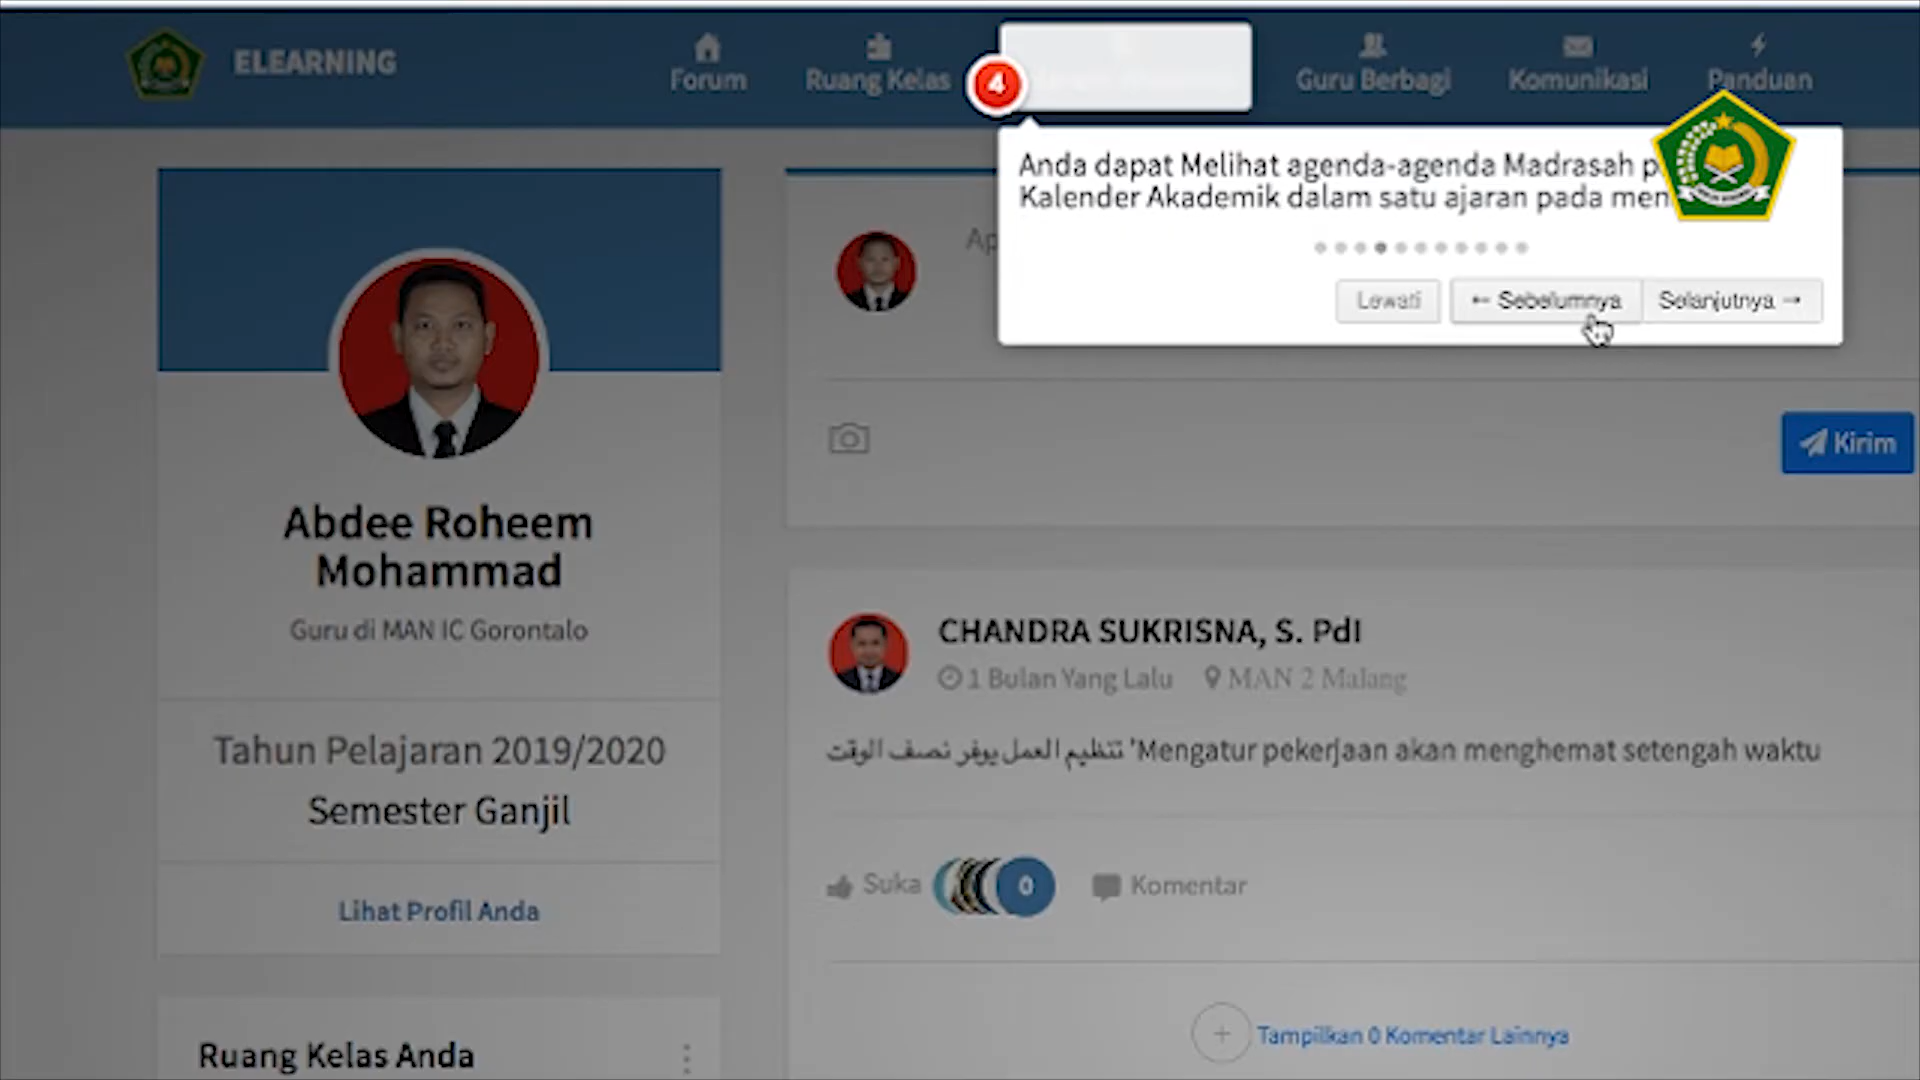 ELEARNING
Forum
Ruang Kelas
Guru Berbagi
Komunikasi
Panduan
4
Anda dapat Melihat agenda-agenda Madrasah
Kalender Akademik dalam satu ajaran pada
Lewati
← Sebelumnya
Selanjutnya →
Kirim
Abdee Roheem
Mohammad
Guru di MAN IC Gorontalo
Tahun Pelajaran 2019/2020
Semester Ganjil
Lihat Profil Anda
Ruang Kelas Anda
CHANDRA SUKRISNA, S. PdI
1 Bulan Yang Lalu
MAN 2 Malang
تنظيم العمل يوفر نصف الوقت 'Mengatur pekerjaan akan menghemat setengah waktu
Suka
0
Komentar
Tampilkan 0 Komentar Lainnya